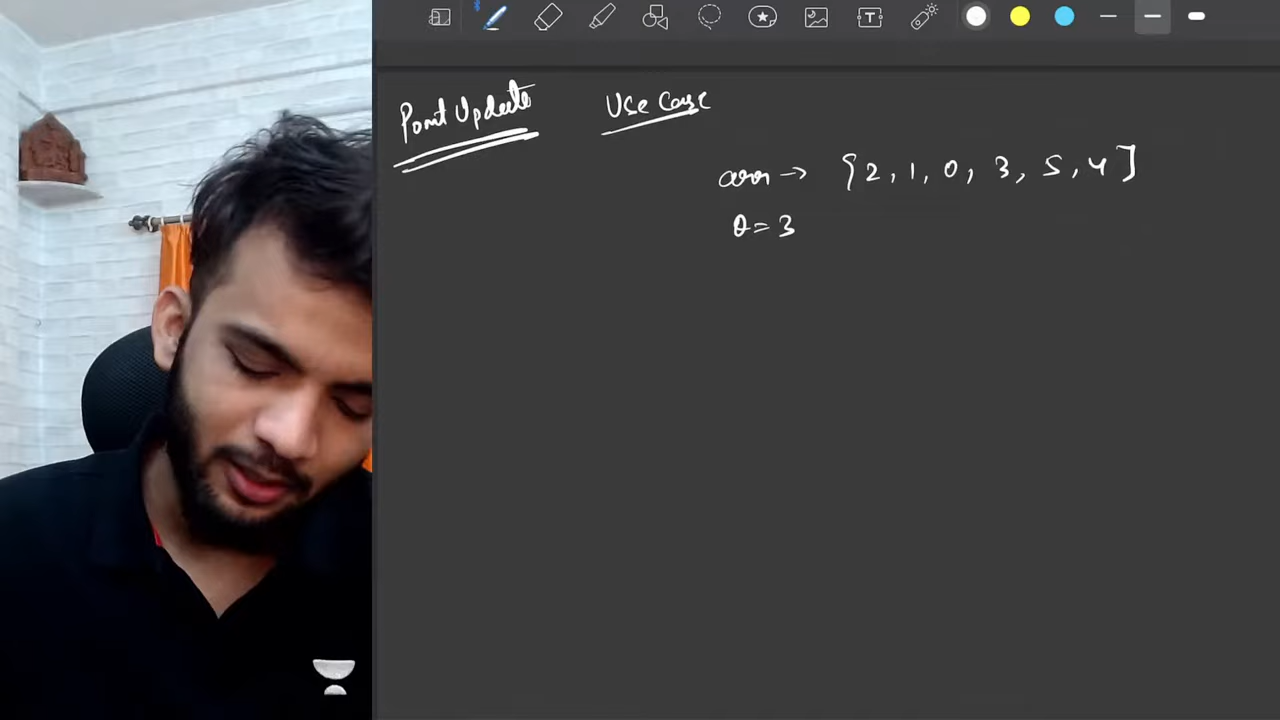 Point Update Use Case
arr → [2, 1, 0, 3, 5, 4]
Q = 3